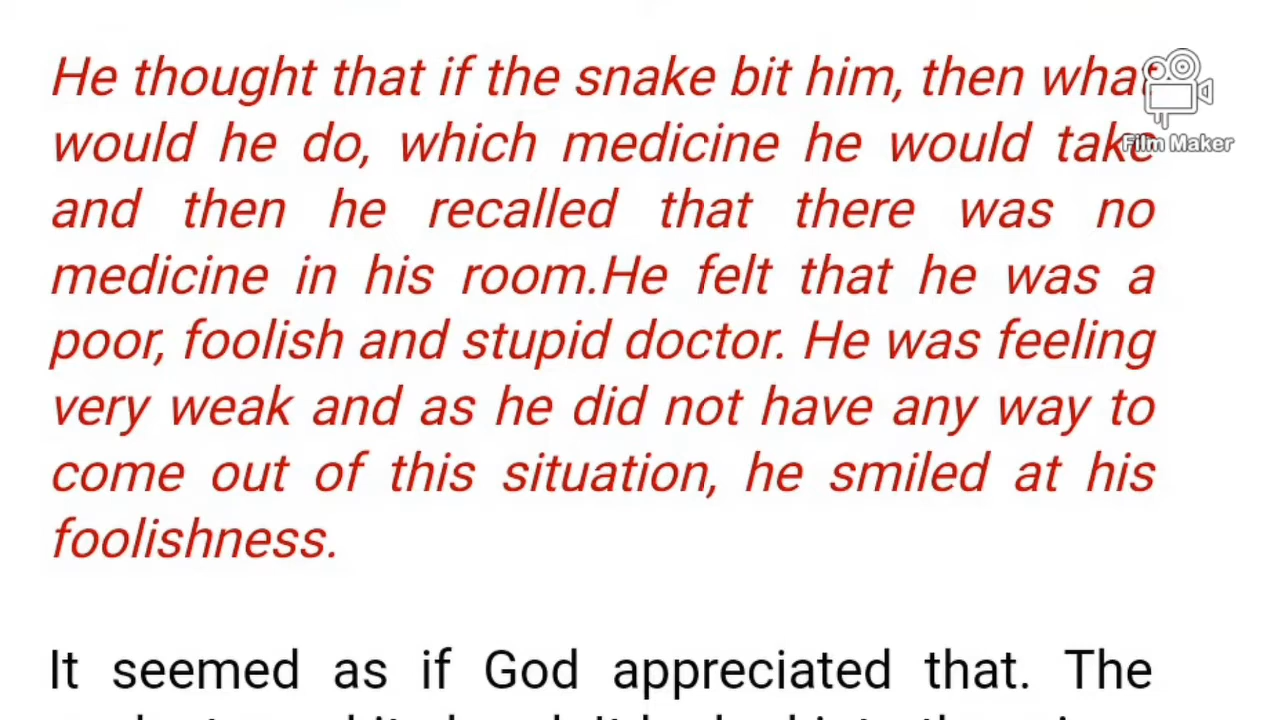 He thought that if the snake bit him, then what
would he do, which medicine he would take
and then he recalled that there was no
medicine in his room.He felt that he was a
poor, foolish and stupid doctor. He was feeling
very weak and as he did not have any way to
come out of this situation, he smiled at his
foolishness.
It seemed as if God appreciated that. The
Film Maker